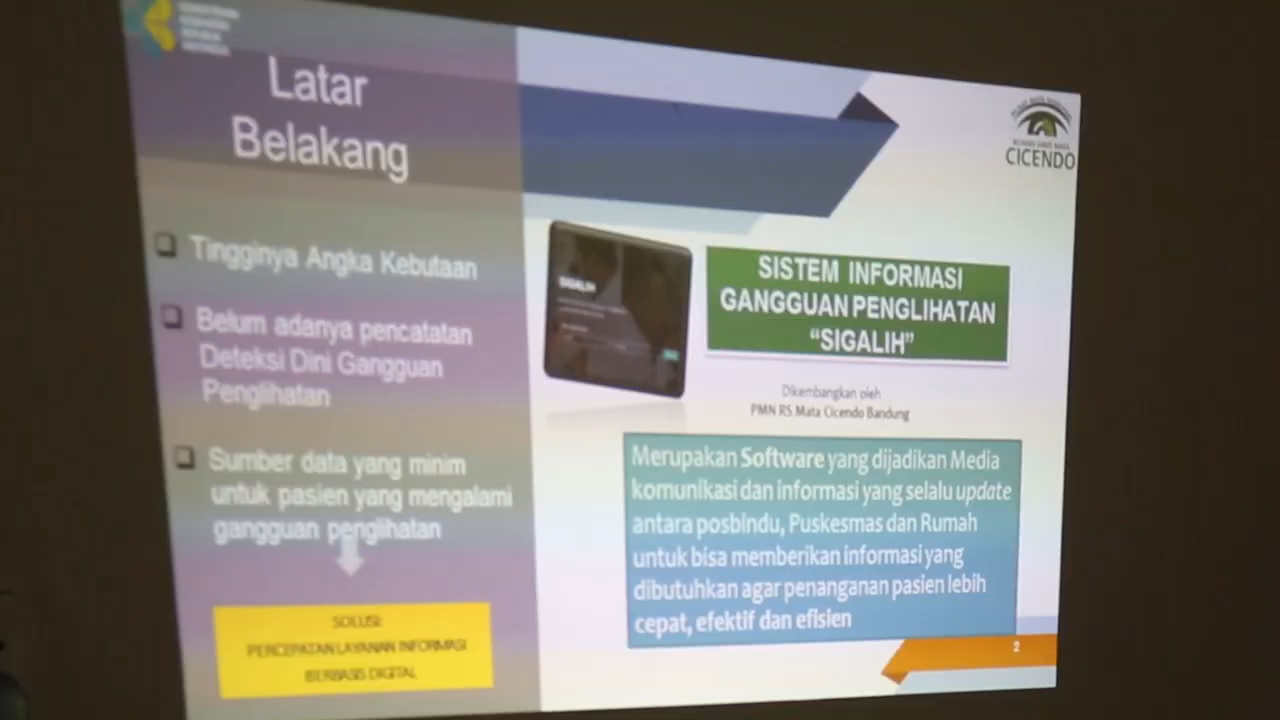 Latar
Belakang
Tingginya Angka Kebutaan
Belum adanya pencatatan
Deteksi Dini Gangguan
Penglihatan
Sumber data yang minim
untuk pasien yang mengalami
gangguan penglihatan
SOLUSI:
PERCEPATAN LAYANAN INFORMASI
BERBASIS DIGITAL
CICENDO
SIGALIH
SISTEM INFORMASI
GANGGUAN PENGLIHATAN
“SIGALIH”
Dikembangkan oleh
PMN RS Mata Cicendo Bandung
Merupakan Software yang dijadikan Media
komunikasi dan informasi yang selalu update
antara posbindu, Puskesmas dan Rumah
untuk bisa memberikan informasi yang
dibutuhkan agar penanganan pasien lebih
cepat, efektif dan efisien
2